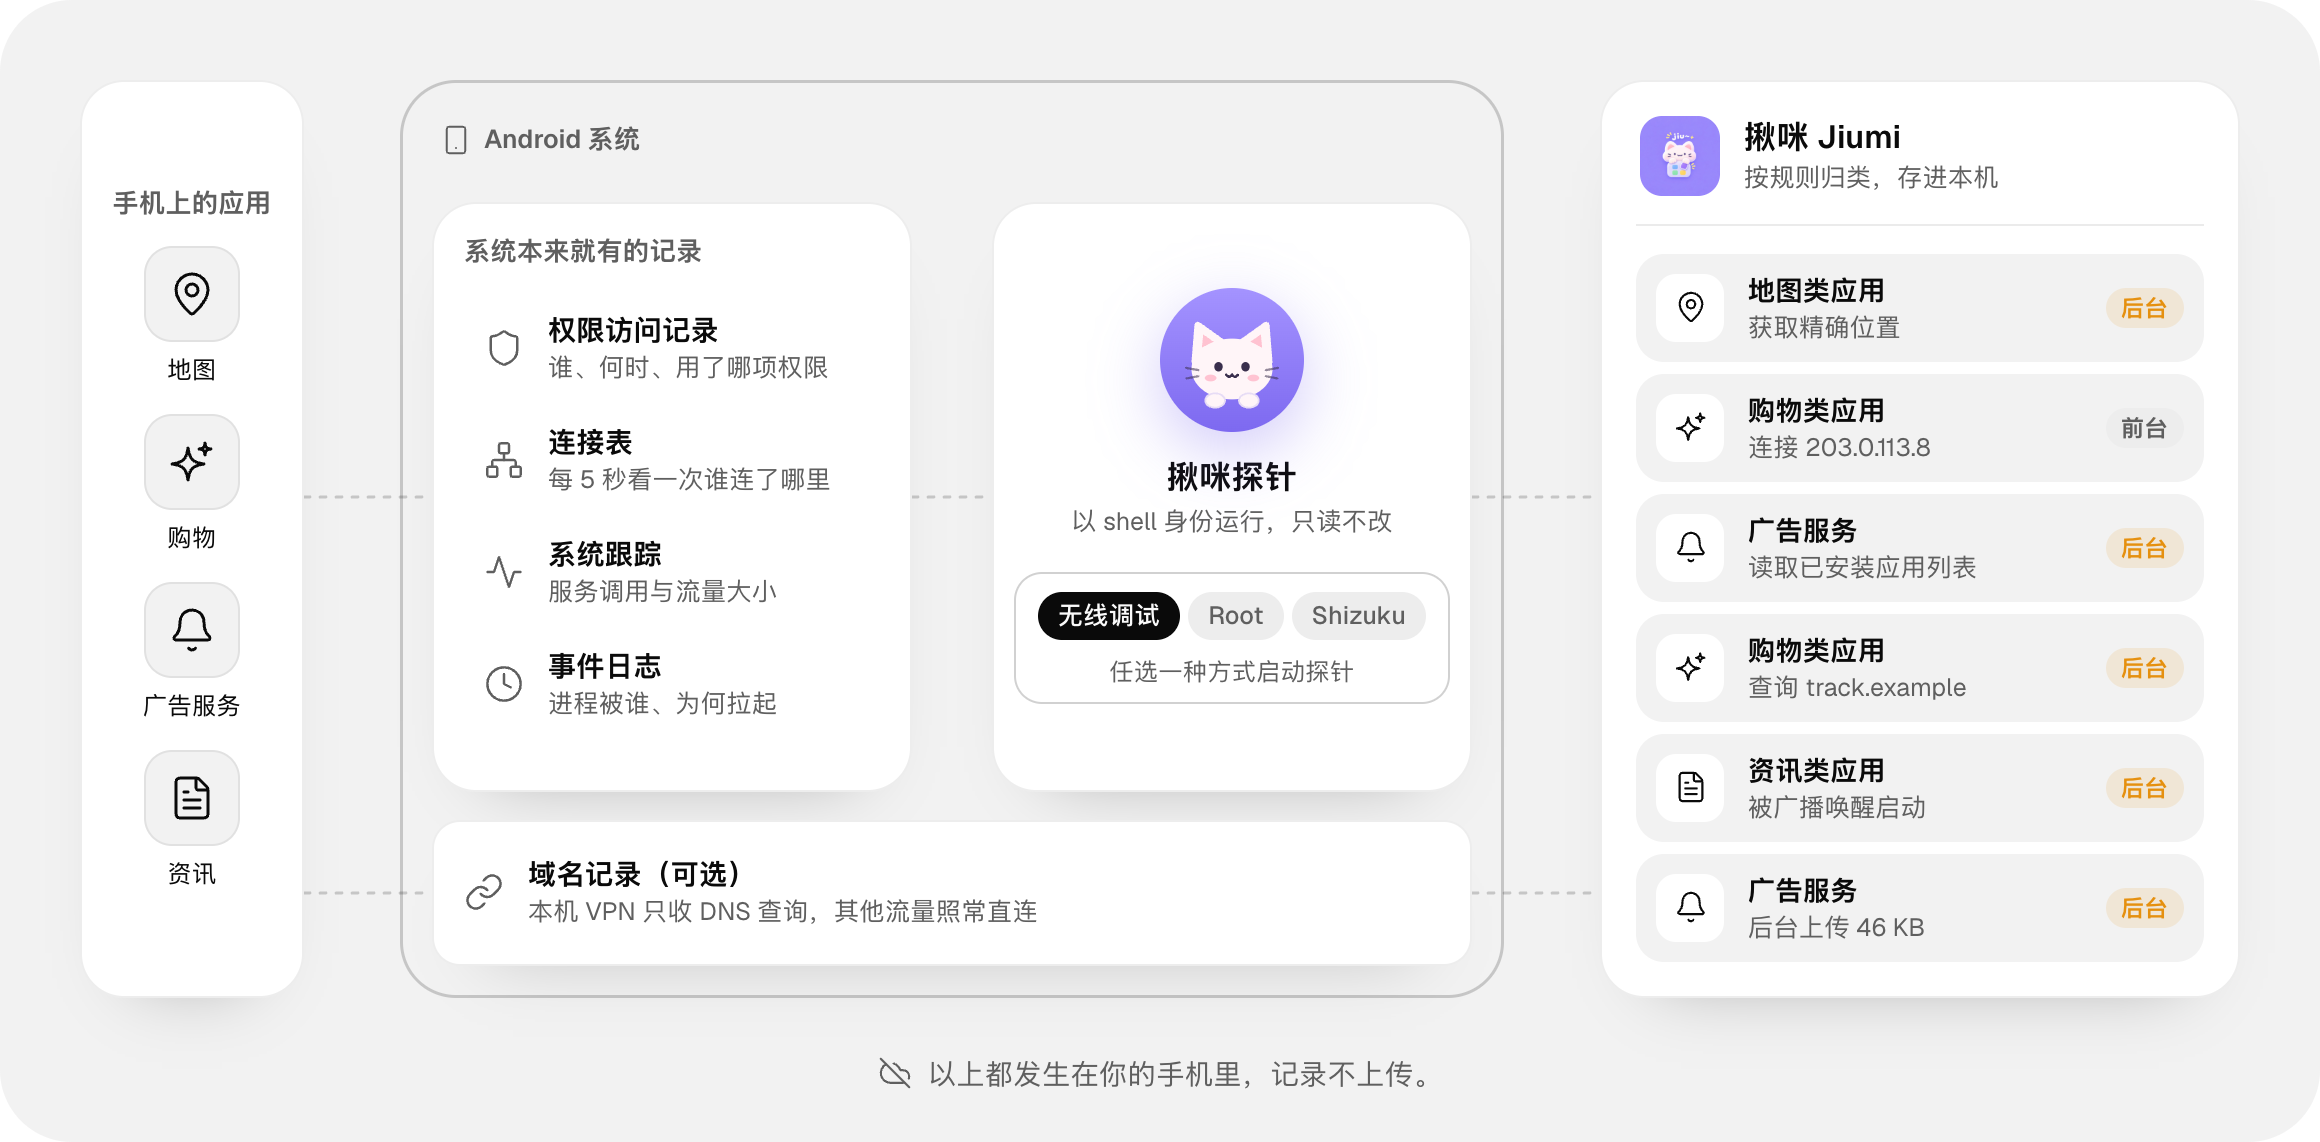 手机上的应用
地图
购物
广告服务
资讯
Android 系统
系统本来就有的记录
权限访问记录
谁、何时、用了哪项权限
连接表
每 5 秒看一次谁连了哪里
系统跟踪
服务调用与流量大小
事件日志
进程被谁、为何拉起
揪咪探针
以 shell 身份运行，只读不改
无线调试 Root Shizuku
任选一种方式启动探针
域名记录（可选）
本机 VPN 只收 DNS 查询，其他流量照常直连
jiu~
揪咪 Jiumi
按规则归类，存进本机
地图类应用
获取精确位置
后台
购物类应用
连接 203.0.113.8
前台
广告服务
读取已安装应用列表
后台
购物类应用
查询 track.example
后台
资讯类应用
被广播唤醒启动
后台
广告服务
后台上传 46 KB
后台
以上都发生在你的手机里，记录不上传。